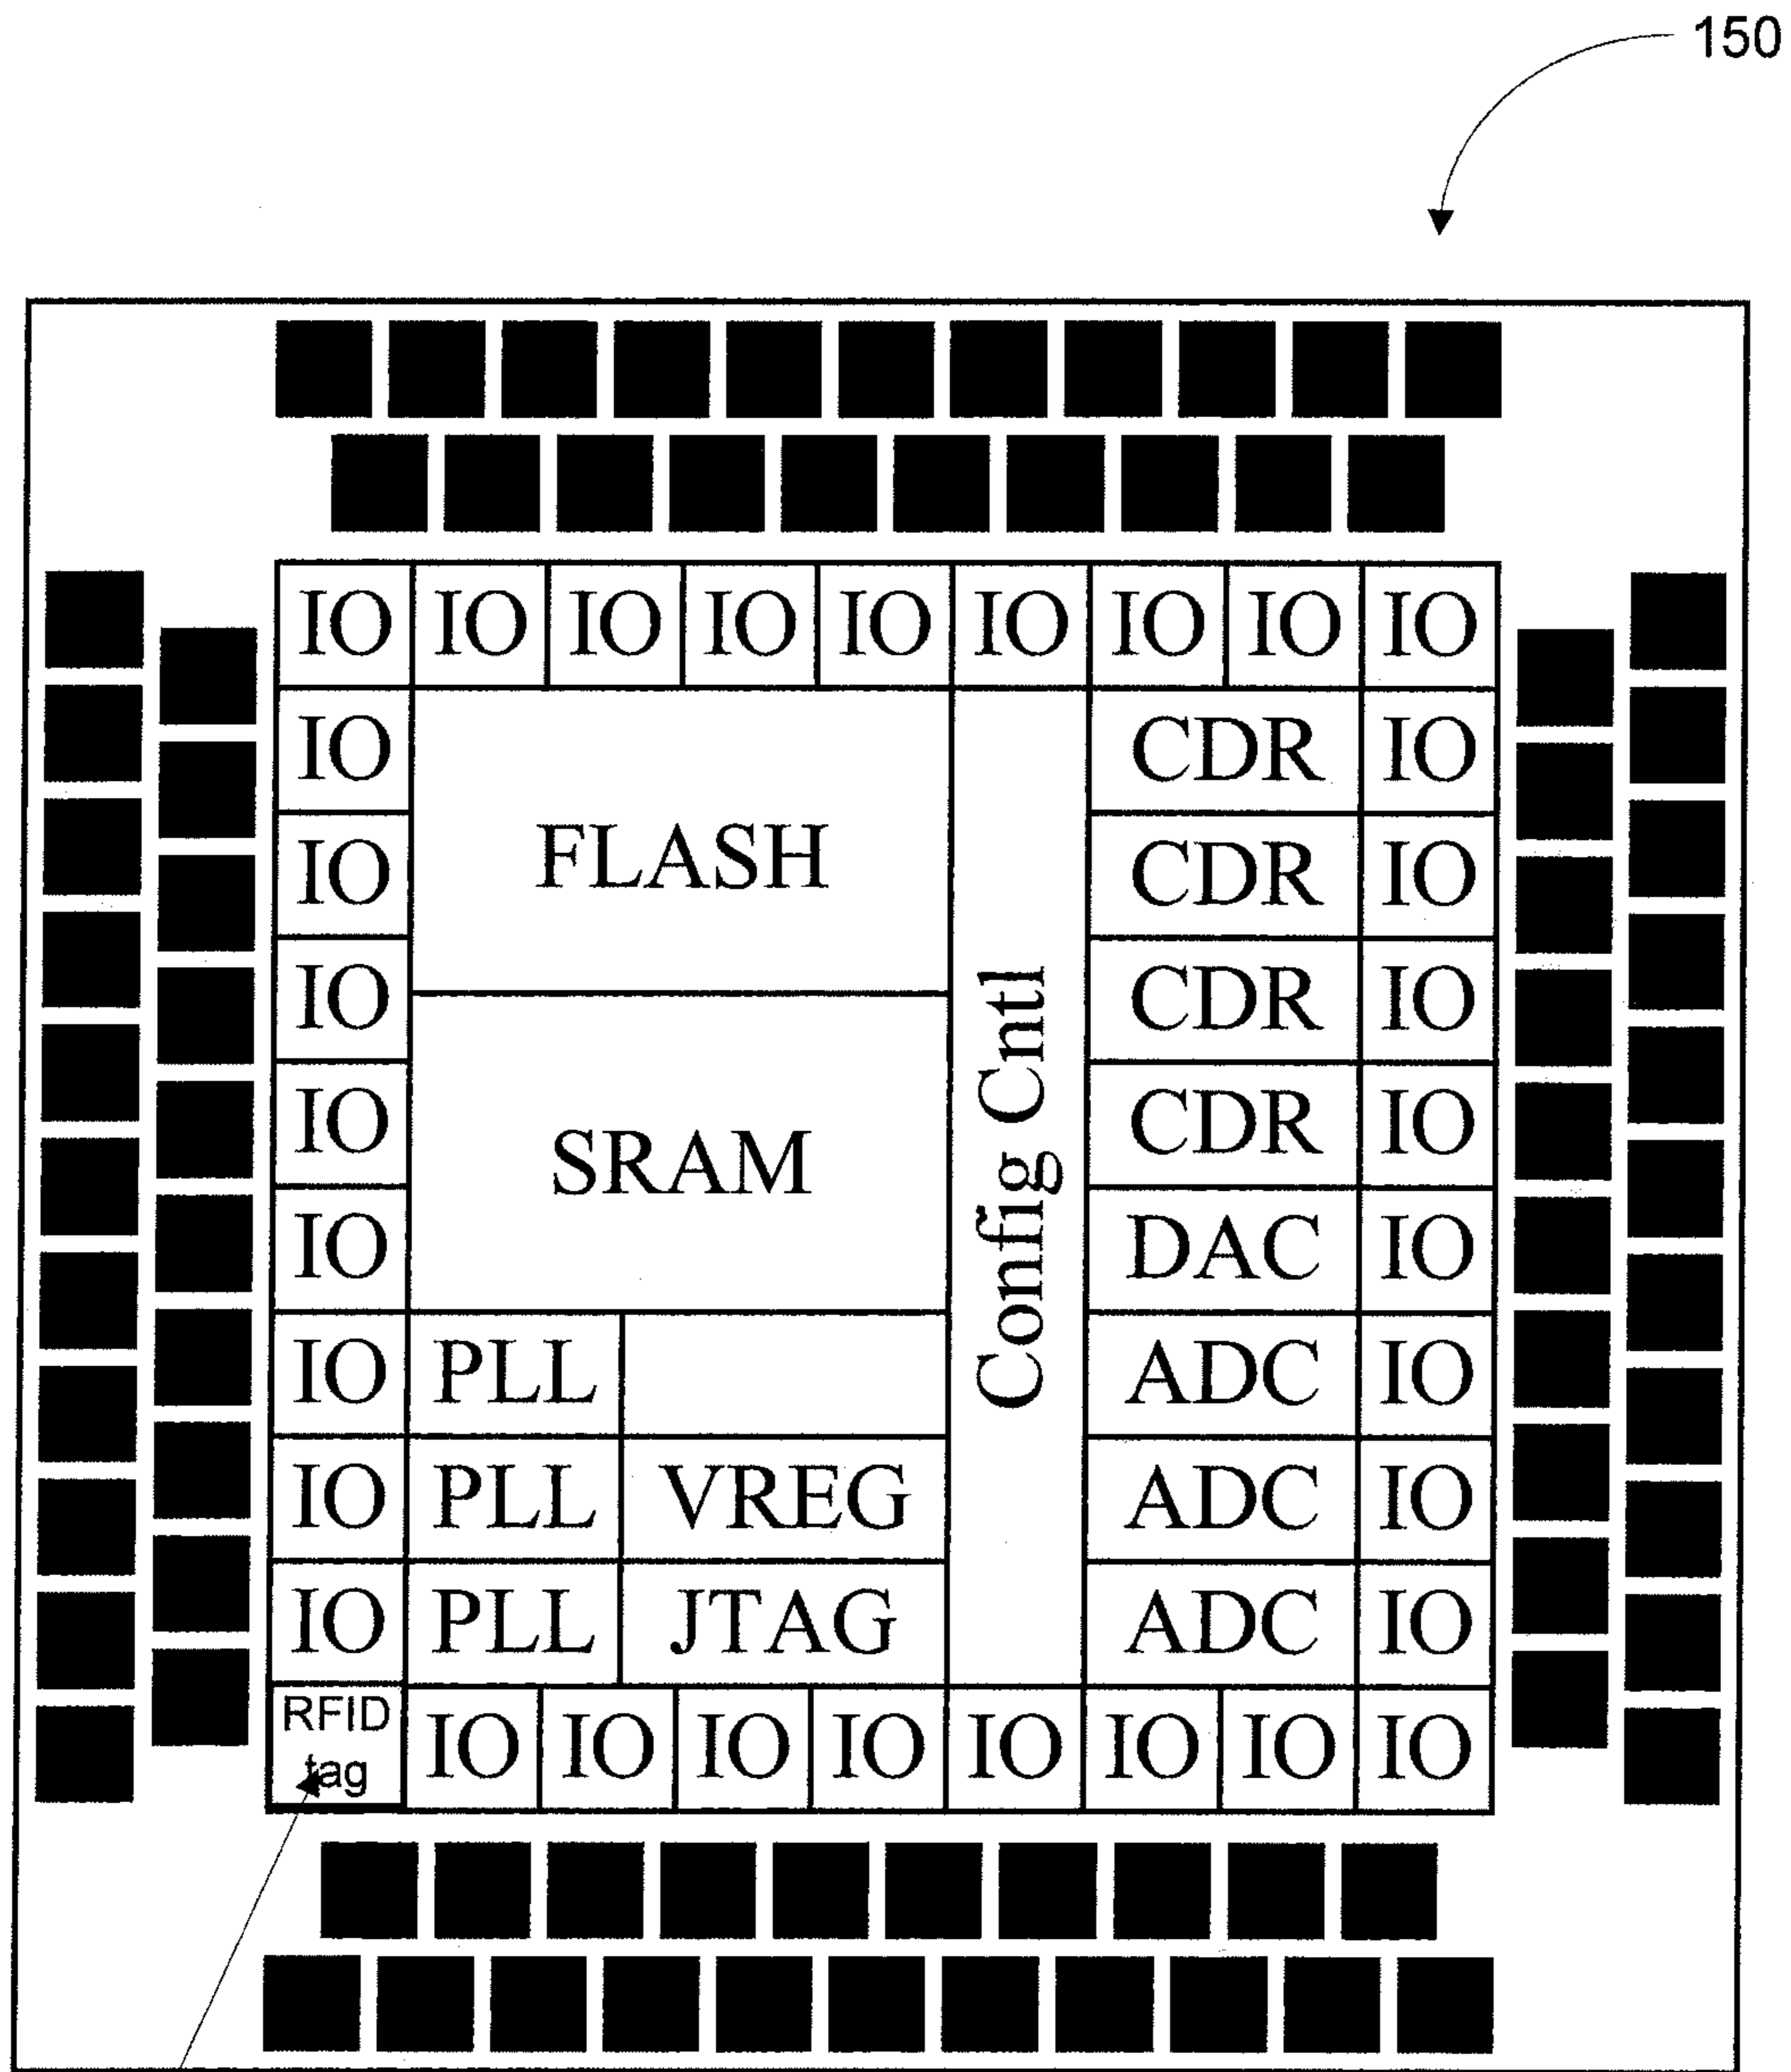 150
IO IO IO IO IO IO IO IO IO
IO CDR IO
FLASH
IO CDR IO
IO CDR IO
Config Cntl
IO CDR IO
SRAM
IO DAC IO
IO PLL ADC IO
IO PLL VREG ADC IO
IO PLL JTAG ADC IO
RFID
tag
IO IO IO IO IO IO IO IO